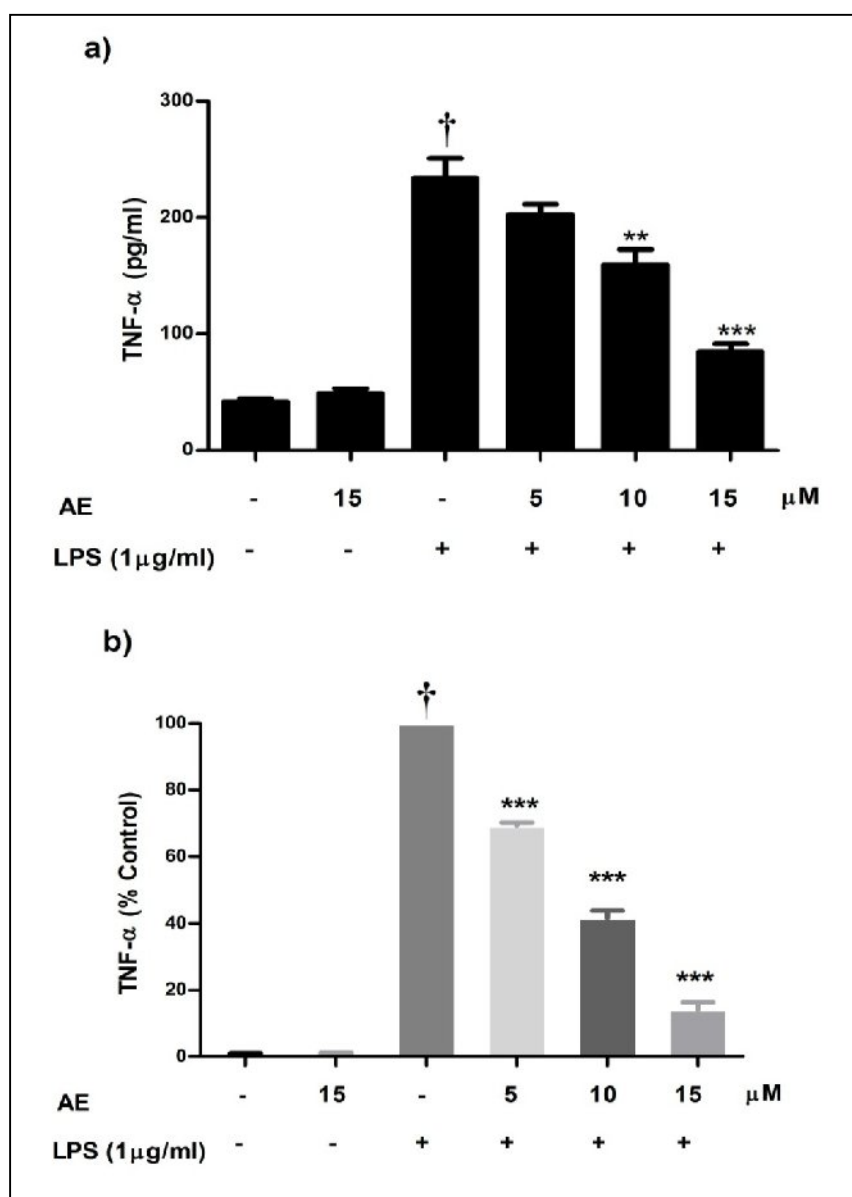 a)
300
†
200
**
TNF-α (pg/ml)
***
100
0
AE - 15 - 5 10 15 μM
LPS (1μg/ml) - - + + + +
b)
†
100
80
***
60
TNF-α (% Control)
***
40
***
20
0
AE - 15 - 5 10 15 μM
LPS (1μg/ml) - - + + + +